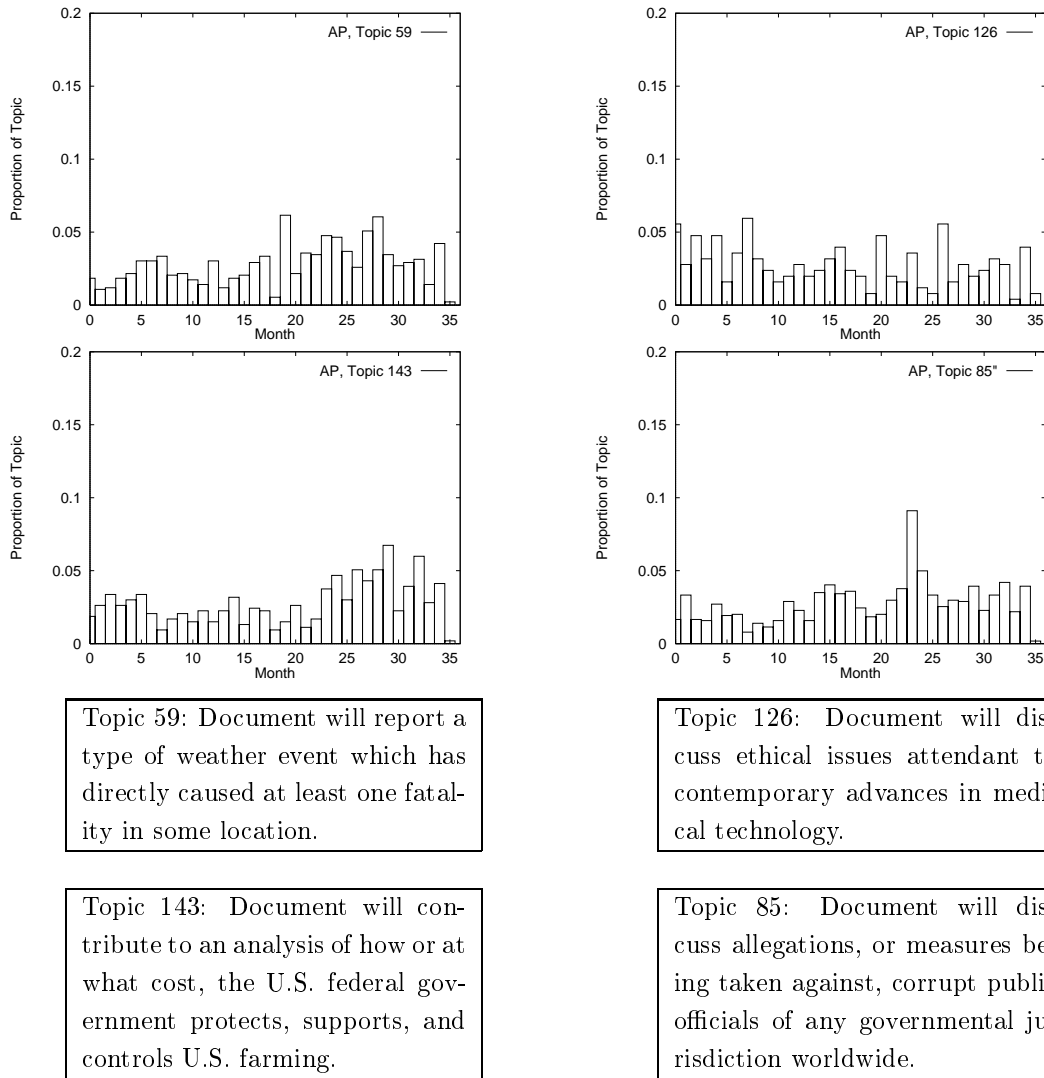 0.2
0.15
0.1
0.05
0
0 5 10 15 20 25 30 35
Month
Proportion of Topic
AP, Topic 59
0.2
0.15
0.1
0.05
0
0 5 10 15 20 25 30 35
Month
Proportion of Topic
AP, Topic 126
0.2
0.15
0.1
0.05
0
0 5 10 15 20 25 30 35
Month
Proportion of Topic
AP, Topic 143
0.2
0.15
0.1
0.05
0
0 5 10 15 20 25 30 35
Month
Proportion of Topic
AP, Topic 85"
Topic 59: Document will report a
type of weather event which has
directly caused at least one fatal-
ity in some location.
Topic 126: Document will dis
cuss ethical issues attendant t
contemporary advances in medi
cal technology.
Topic 143: Document will con-
tribute to an analysis of how or at
what cost, the U.S. federal gov-
ernment protects, supports, and
controls U.S. farming.
Topic 85: Document will dis
cuss allegations, or measures be
ing taken against, corrupt publi
officials of any governmental ju
risdiction worldwide.